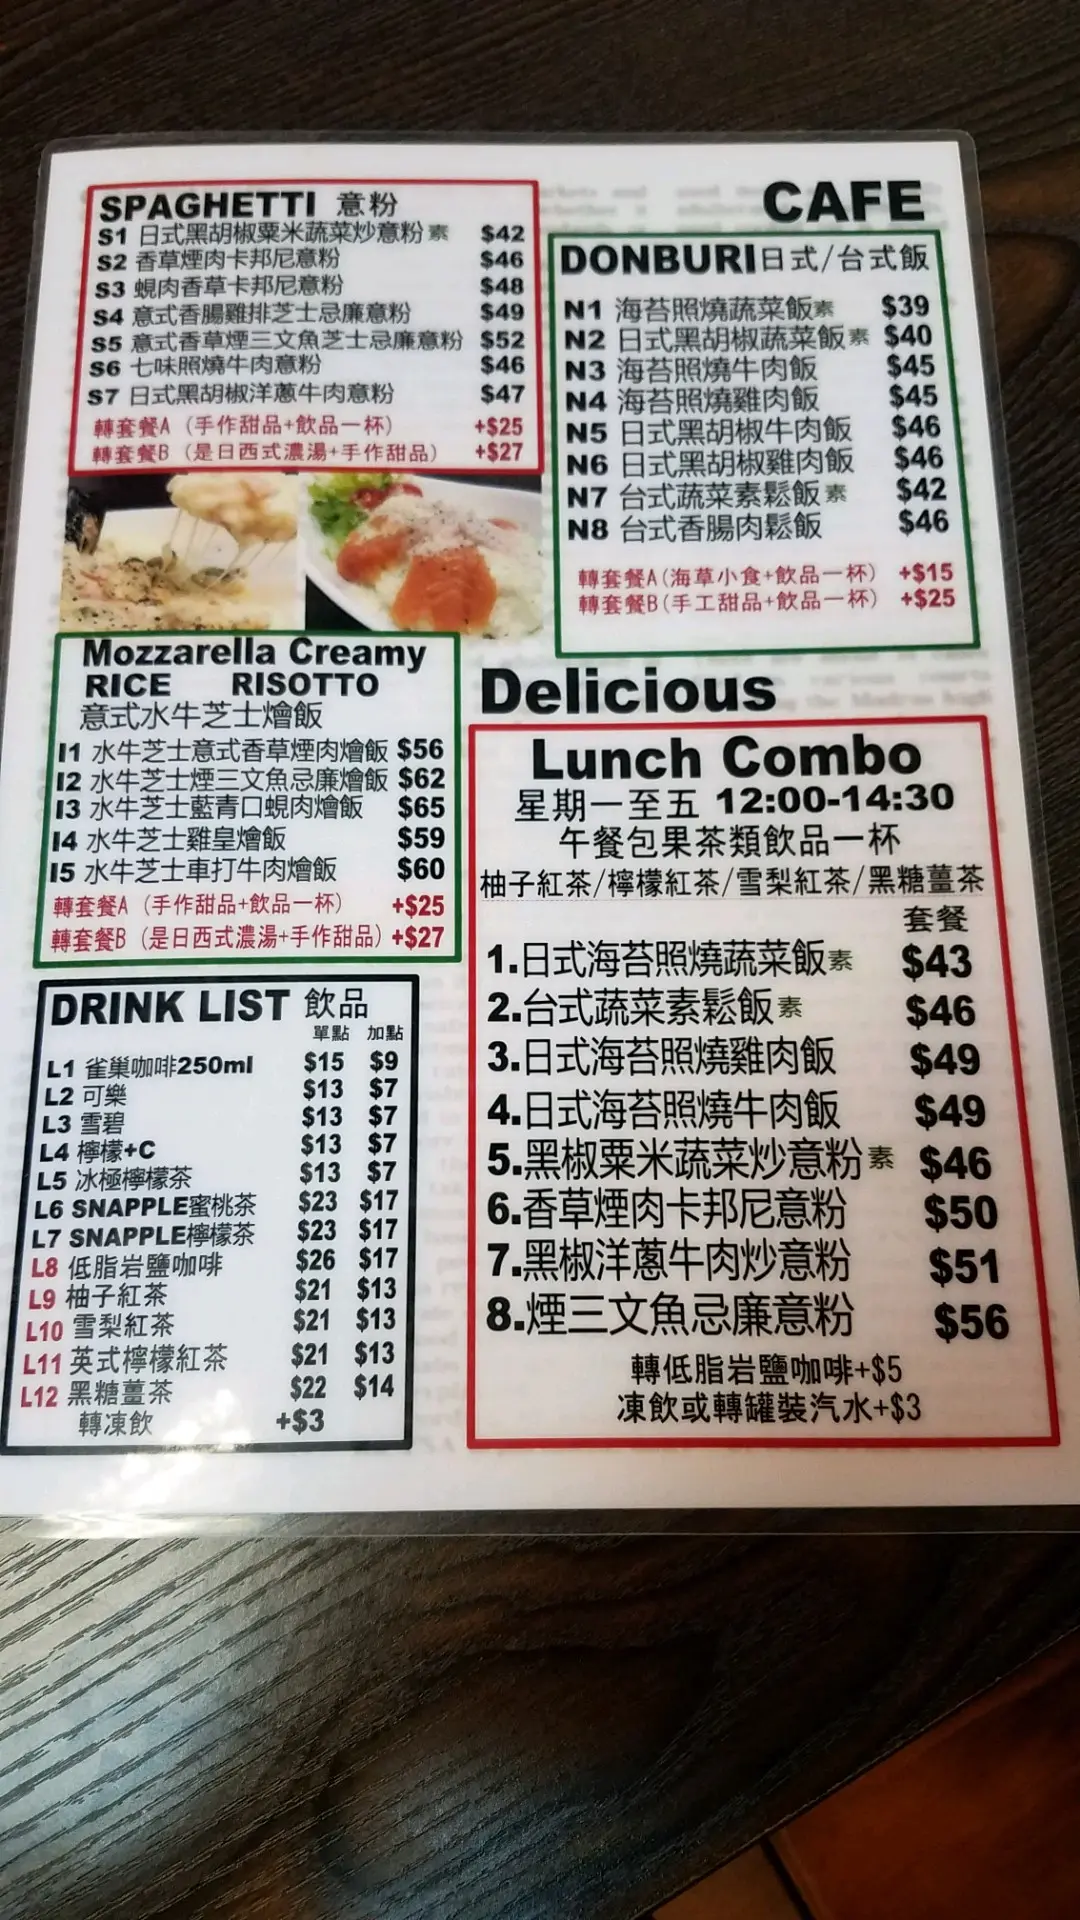 SPAGHETTI 意粉
S1 日式黑胡椒粟米蔬菜炒意粉素 $42
S2 香草煙肉卡邦尼意粉 $46
S3 蜆肉香草卡邦尼意粉 $48
S4 意式香腸雞排芝士忌廉意粉 $49
S5 意式香草煙三文魚芝士忌廉意粉 $52
S6 七味照燒牛肉意粉 $46
S7 日式黑胡椒洋蔥牛肉意粉 $47
轉套餐A (手作甜品+飲品一杯) +$25
轉套餐B (是日西式濃湯+手作甜品) +$27
CAFE
DONBURI日式/台式飯
N1 海苔照燒蔬菜飯素 $39
N2 日式黑胡椒蔬菜飯素 $40
N3 海苔照燒牛肉飯 $45
N4 海苔照燒雞肉飯 $45
N5 日式黑胡椒牛肉飯 $46
N6 日式黑胡椒雞肉飯 $46
N7 台式蔬菜素鬆飯素 $42
N8 台式香腸肉鬆飯 $46
轉套餐A(海草小食+飲品一杯) +$15
轉套餐B(手工甜品+飲品一杯) +$25
Mozzarella Creamy
RICE RISOTTO
意式水牛芝士燴飯
I1 水牛芝士意式香草煙肉燴飯 $56
I2 水牛芝士煙三文魚忌廉燴飯 $62
I3 水牛芝士藍青口蜆肉燴飯 $65
I4 水牛芝士雞皇燴飯 $59
I5 水牛芝士車打牛肉燴飯 $60
轉套餐A (手作甜品+飲品一杯) +$25
轉套餐B (是日西式濃湯+手作甜品) +$27
DRINK LIST 飲品
單點 加點
L1 雀巢咖啡250ml $15 $9
L2 可樂 $13 $7
L3 雪碧 $13 $7
L4 檸檬+C $13 $7
L5 冰極檸檬茶 $13 $7
L6 SNAPPLE蜜桃茶 $23 $17
L7 SNAPPLE檸檬茶 $23 $17
L8 低脂岩鹽咖啡 $26 $17
L9 柚子紅茶 $21 $13
L10 雪梨紅茶 $21 $13
L11 英式檸檬紅茶 $21 $13
L12 黑糖薑茶 $22 $14
轉凍飲 +$3
Delicious
Lunch Combo
星期一至五 12:00-14:30
午餐包果茶類飲品一杯
柚子紅茶/檸檬紅茶/雪梨紅茶/黑糖薑茶
套餐
1.日式海苔照燒蔬菜飯素 $43
2.台式蔬菜素鬆飯素 $46
3.日式海苔照燒雞肉飯 $49
4.日式海苔照燒牛肉飯 $49
5.黑椒粟米蔬菜炒意粉素 $46
6.香草煙肉卡邦尼意粉 $50
7.黑椒洋蔥牛肉炒意粉 $51
8.煙三文魚忌廉意粉 $56
轉低脂岩鹽咖啡+$5
凍飲或轉罐裝汽水+$3